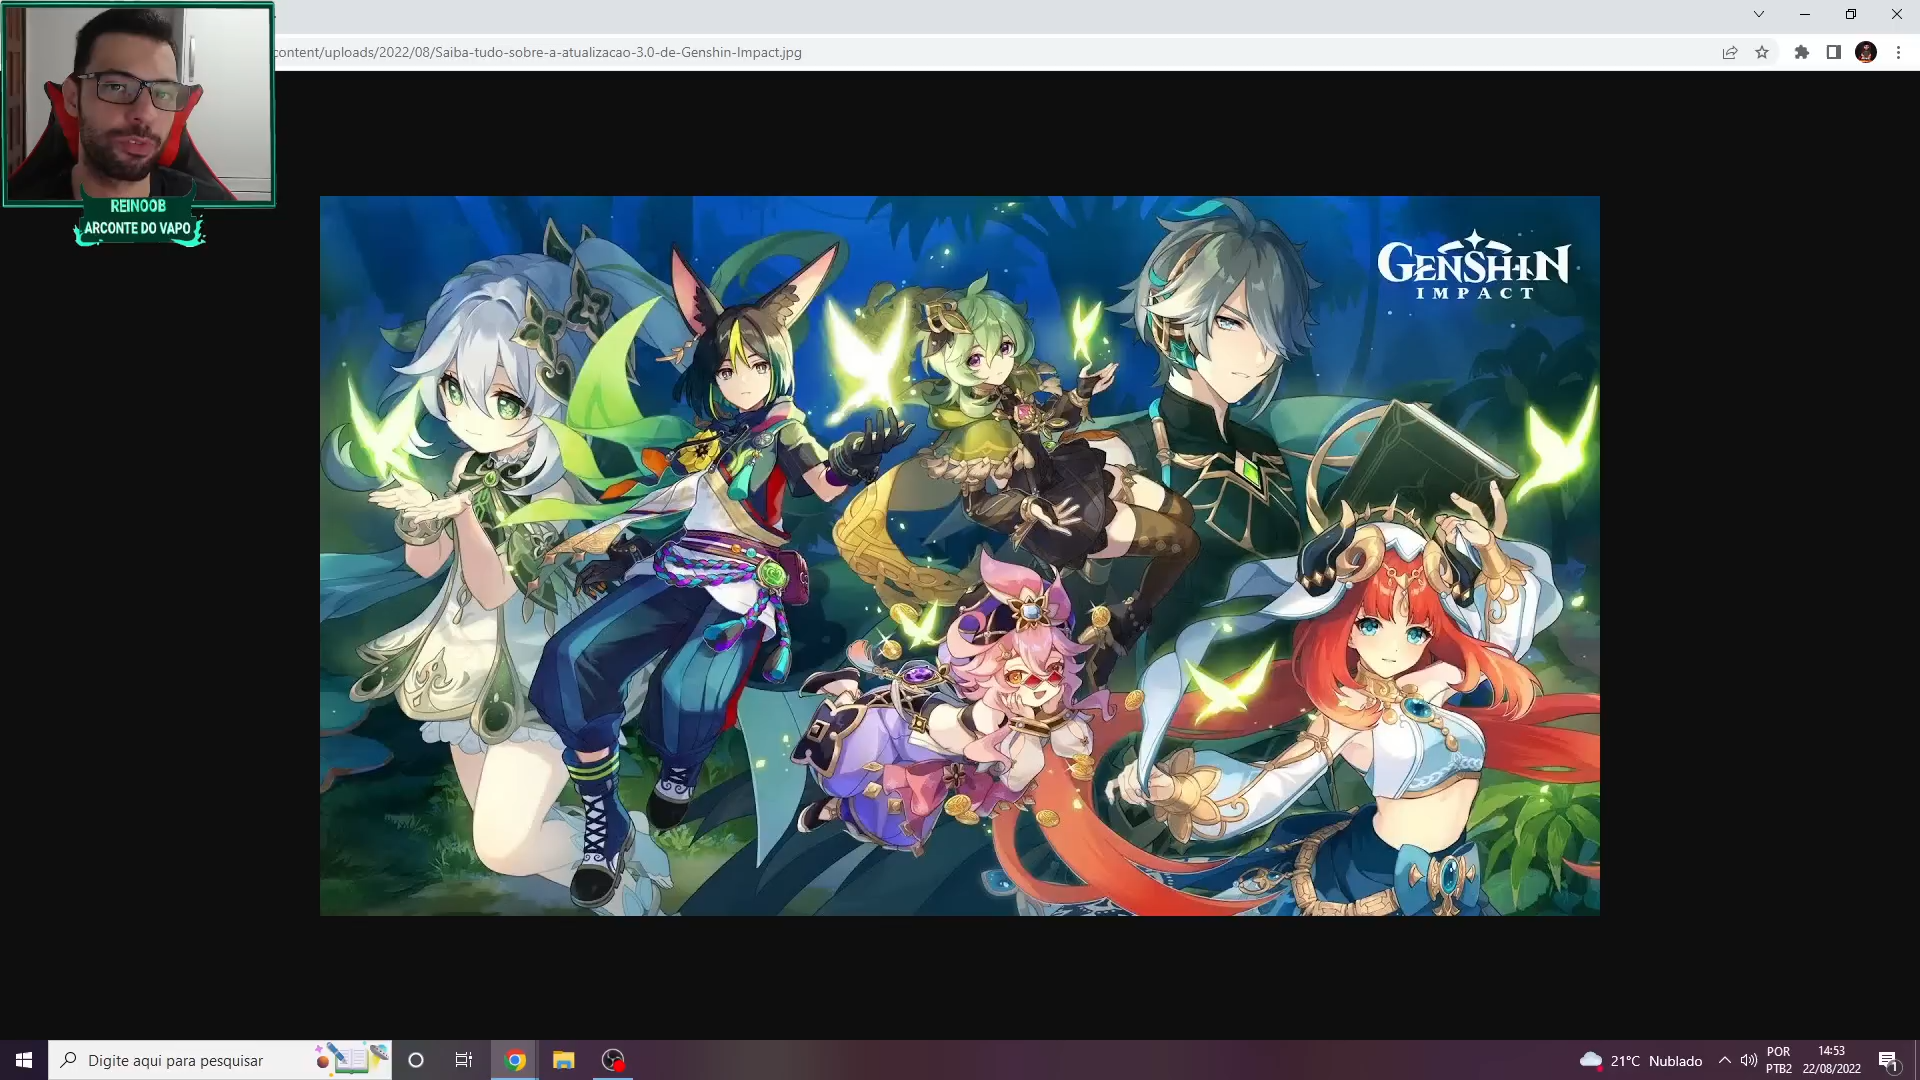 content/uploads/2022/08/Saiba-tudo-sobre-a-atualizacao-3.0-de-Genshin-Impact.jpg
REINOOB
ARCONTE DO VAPO
GENSHIN
IMPACT
Digite aqui para pesquisar
21°C Nublado
POR
PTB2
14:53
22/08/2022
1